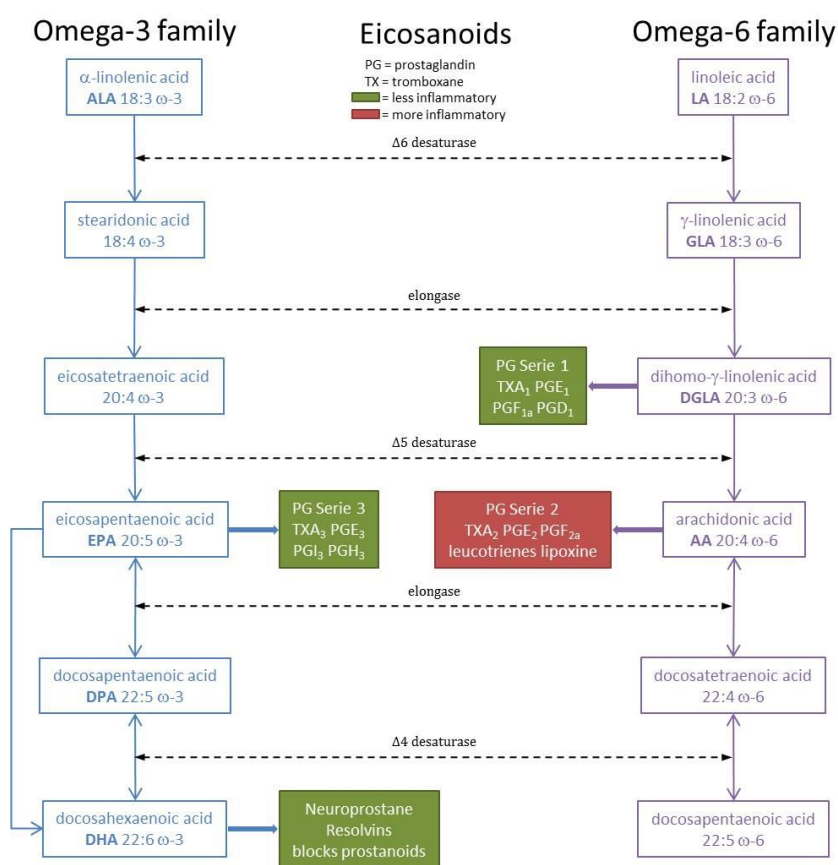 Omega-3 family
Eicosanoids
Omega-6 family
PG = prostaglandin
TX = tromboxane
= less inflammatory
= more inflammatory
α-linolenic acid
ALA 18:3 ω-3
linoleic acid
LA 18:2 ω-6
Δ6 desaturase
stearidonic acid
18:4 ω-3
γ-linolenic acid
GLA 18:3 ω-6
elongase
eicosatetraenoic acid
20:4 ω-3
PG Serie 1
TXA₁ PGE₁
PGF₁ₐ PGD₁
dihomo-γ-linolenic acid
DGLA 20:3 ω-6
Δ5 desaturase
eicosapentaenoic acid
EPA 20:5 ω-3
PG Serie 3
TXA₃ PGE₃
PGI₃ PGH₃
PG Serie 2
TXA₂ PGE₂ PGF₂ₐ
leucotrienes lipoxine
arachidonic acid
AA 20:4 ω-6
elongase
docosapentaenoic acid
DPA 22:5 ω-3
docosatetraenoic acid
22:4 ω-6
Δ4 desaturase
docosahexaenoic acid
DHA 22:6 ω-3
Neuroprostane
Resolvins
blocks prostanoids
docosapentaenoic acid
22:5 ω-6